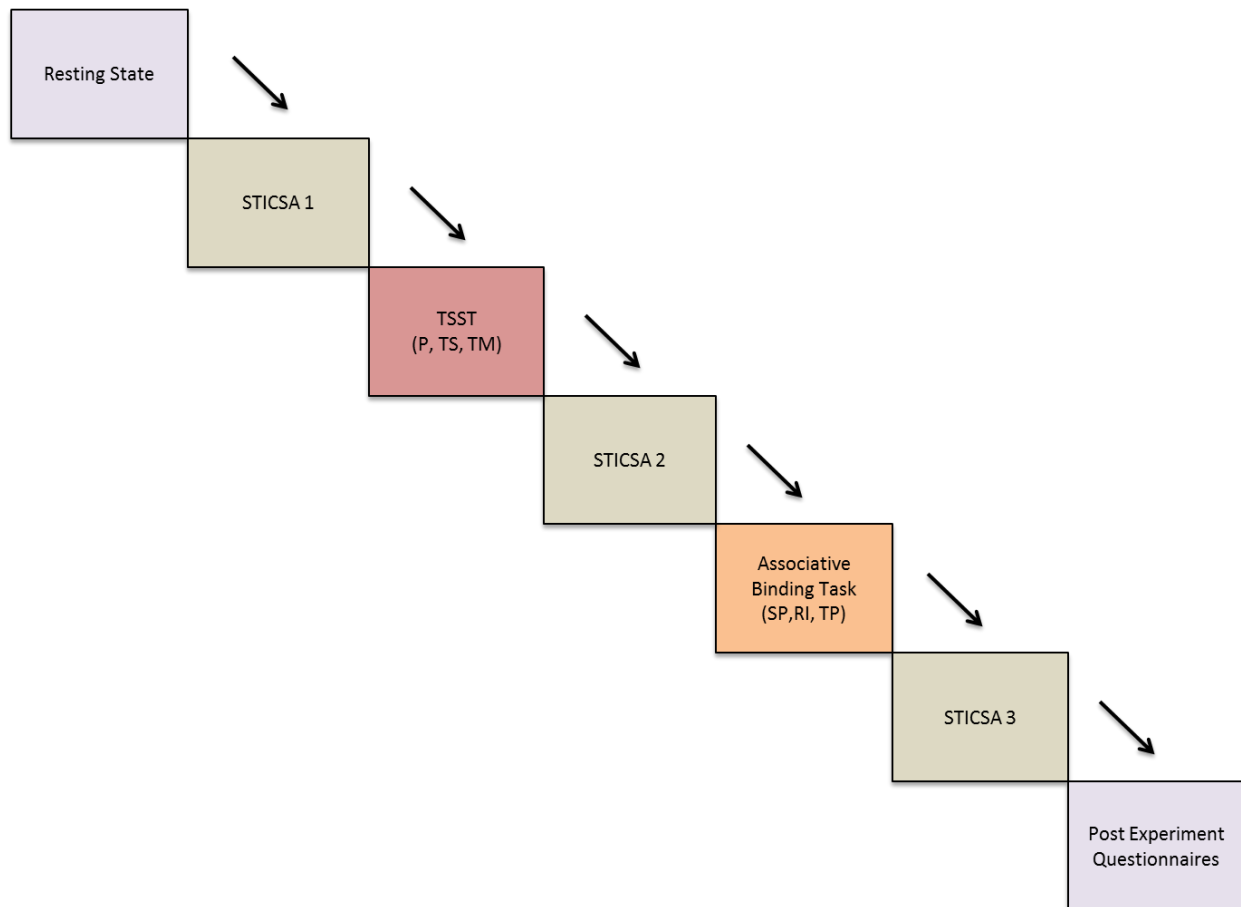 Resting State
STICSA 1
TSST
(P, TS, TM)
STICSA 2
Associative
Binding Task
(SP,RI, TP)
STICSA 3
Post Experiment
Questionnaires